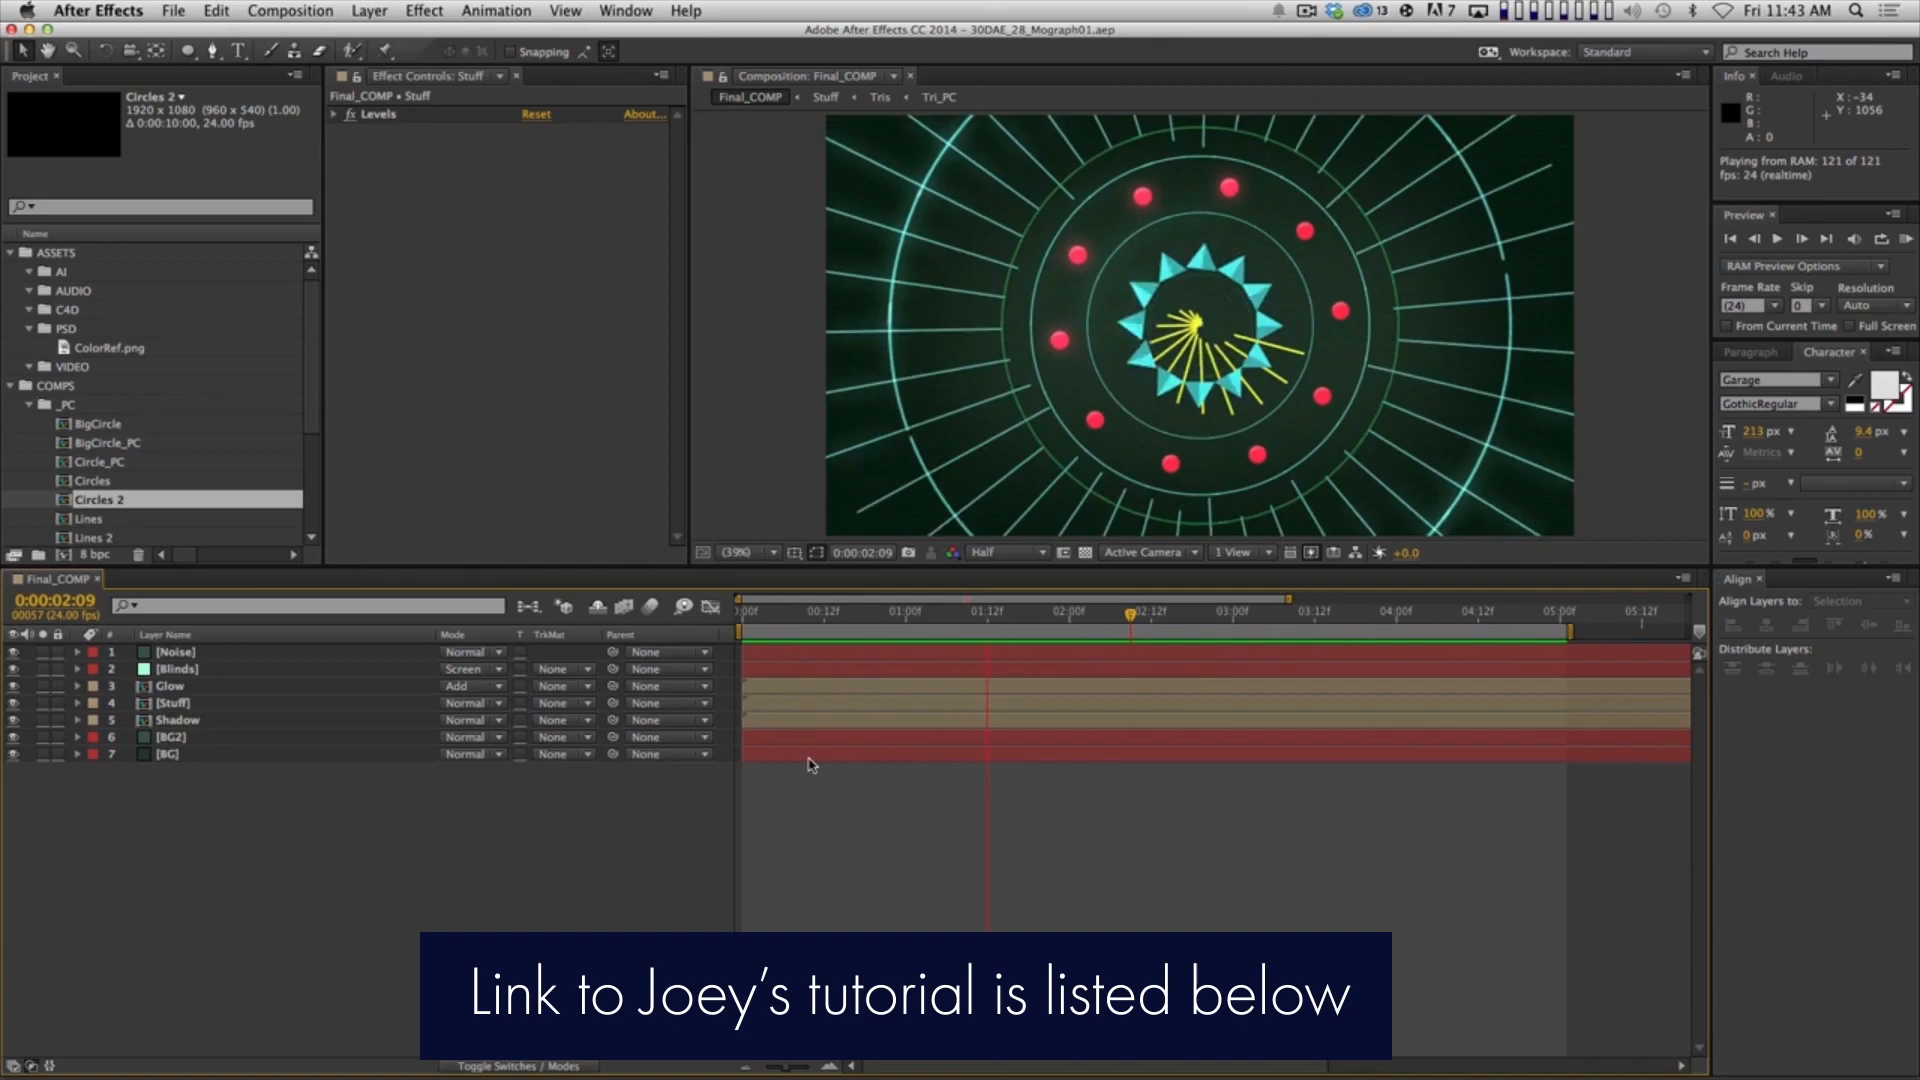 After Effects File Edit Composition Layer Effect Animation View Window Help 13 7 Fri 11:43 AM
Adobe After Effects CC 2014 - 30DAE_28_Mograph01.aep
Snapping Workspace: Standard Search Help
Project Effect Controls: Stuff Composition: Final_COMP Info Audio
Circles 2
1920 x 1080 (960 x 540) (1.00)
Δ 0:00:10:00, 24.00 fps
Final_COMP • Stuff
fx Levels Reset About...
Final_COMP Stuff Tris Tri_PC
R:
G:
B:
A: 0
X: -34
Y: 1056
Playing from RAM: 121 of 121
fps: 24 (realtime)
Preview
RAM Preview Options
Frame Rate Skip Resolution
(24) 0 Auto
From Current Time Full Screen
Paragraph Character
Garage
GothicRegular
213 px 9.4 px
Metrics 0
- px
100% 100%
0 px 0%
Name
ASSETS
AI
AUDIO
C4D
PSD
ColorRef.png
VIDEO
COMPS
_PC
BigCircle
BigCircle_PC
Circle_PC
Circles
Circles 2
Lines
Lines 2
8 bpc
(39%) 0:00:02:09 Half Active Camera 1 View +0.0
Final_COMP
0:00:02:09
00057 (24.00 fps)
:00f 00:12f 01:00f 01:12f 02:00f 02:12f 03:00f 03:12f 04:00f 04:12f 05:00f 05:12f
# Layer Name Mode T TrkMat Parent
1 [Noise] Normal None
2 [Blinds] Screen None None
3 Glow Add None None
4 [Stuff] Normal None None
5 Shadow Normal None None
6 [BG2] Normal None None
7 [BG] Normal None None
Align
Align Layers to: Selection
Distribute Layers:
Link to Joey's tutorial is listed below
Toggle Switches / Modes